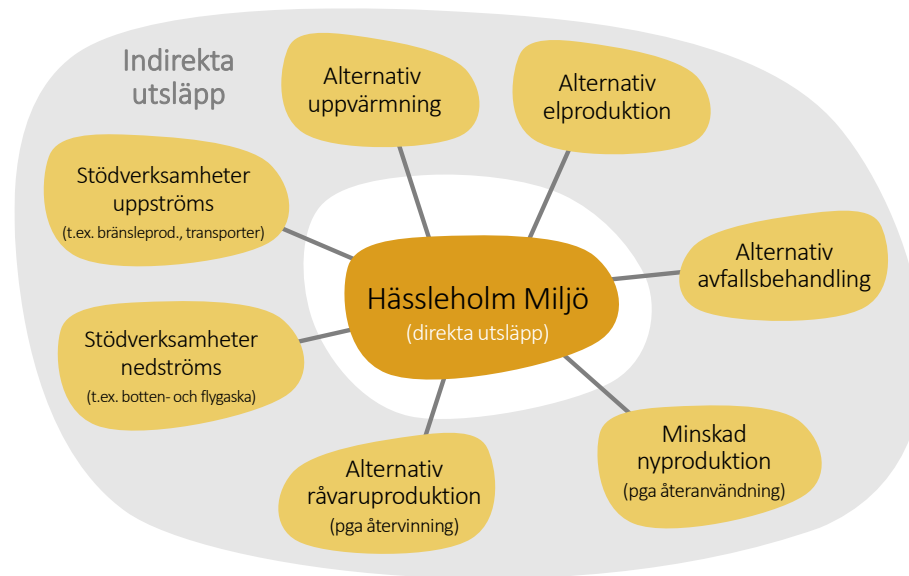 Indirekta
utsläpp
Alternativ
uppvärmning
Alternativ
elproduktion
Stödverksamheter
uppströms
(t.ex. bränsleprod., transporter)
Alternativ
avfallsbehandling
Hässleholm Miljö
(direkta utsläpp)
Stödverksamheter
nedströms
(t.ex. botten- och flygaska)
Minskad
nyproduktion
(pga återanvändning)
Alternativ
råvaruproduktion
(pga återvinning)